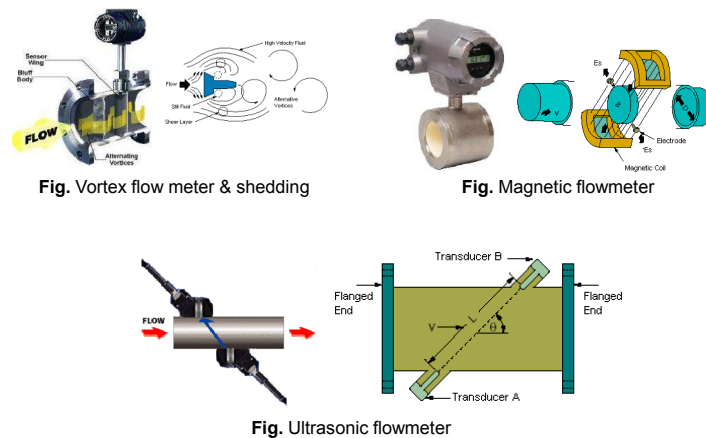 Sensor
Wing
Bluff
Body
FLOW
Alternating
Vortices
High Velocity Fluid
Flow
Still Fluid
Shear Layer
Alternative
Vortices
Fig. Vortex flow meter & shedding
Es
V
B
D
Electrode
Es
Magnetic Coil
Fig. Magnetic flowmeter
FLOW
Transducer B
Flanged
End
L
V
θ
Flanged
End
Transducer A
Fig. Ultrasonic flowmeter